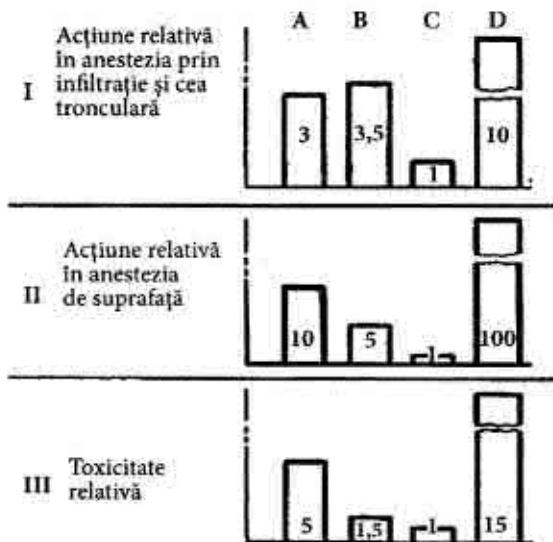 A B C D
I
Acțiune relativă
în anestezia prin
infiltrație și cea
tronculară
3 3,5 1 10
II
Acțiune relativă
în anestezia
de suprafață
10 5 1 100
III
Toxicitate
relativă
5 1,5 1 15